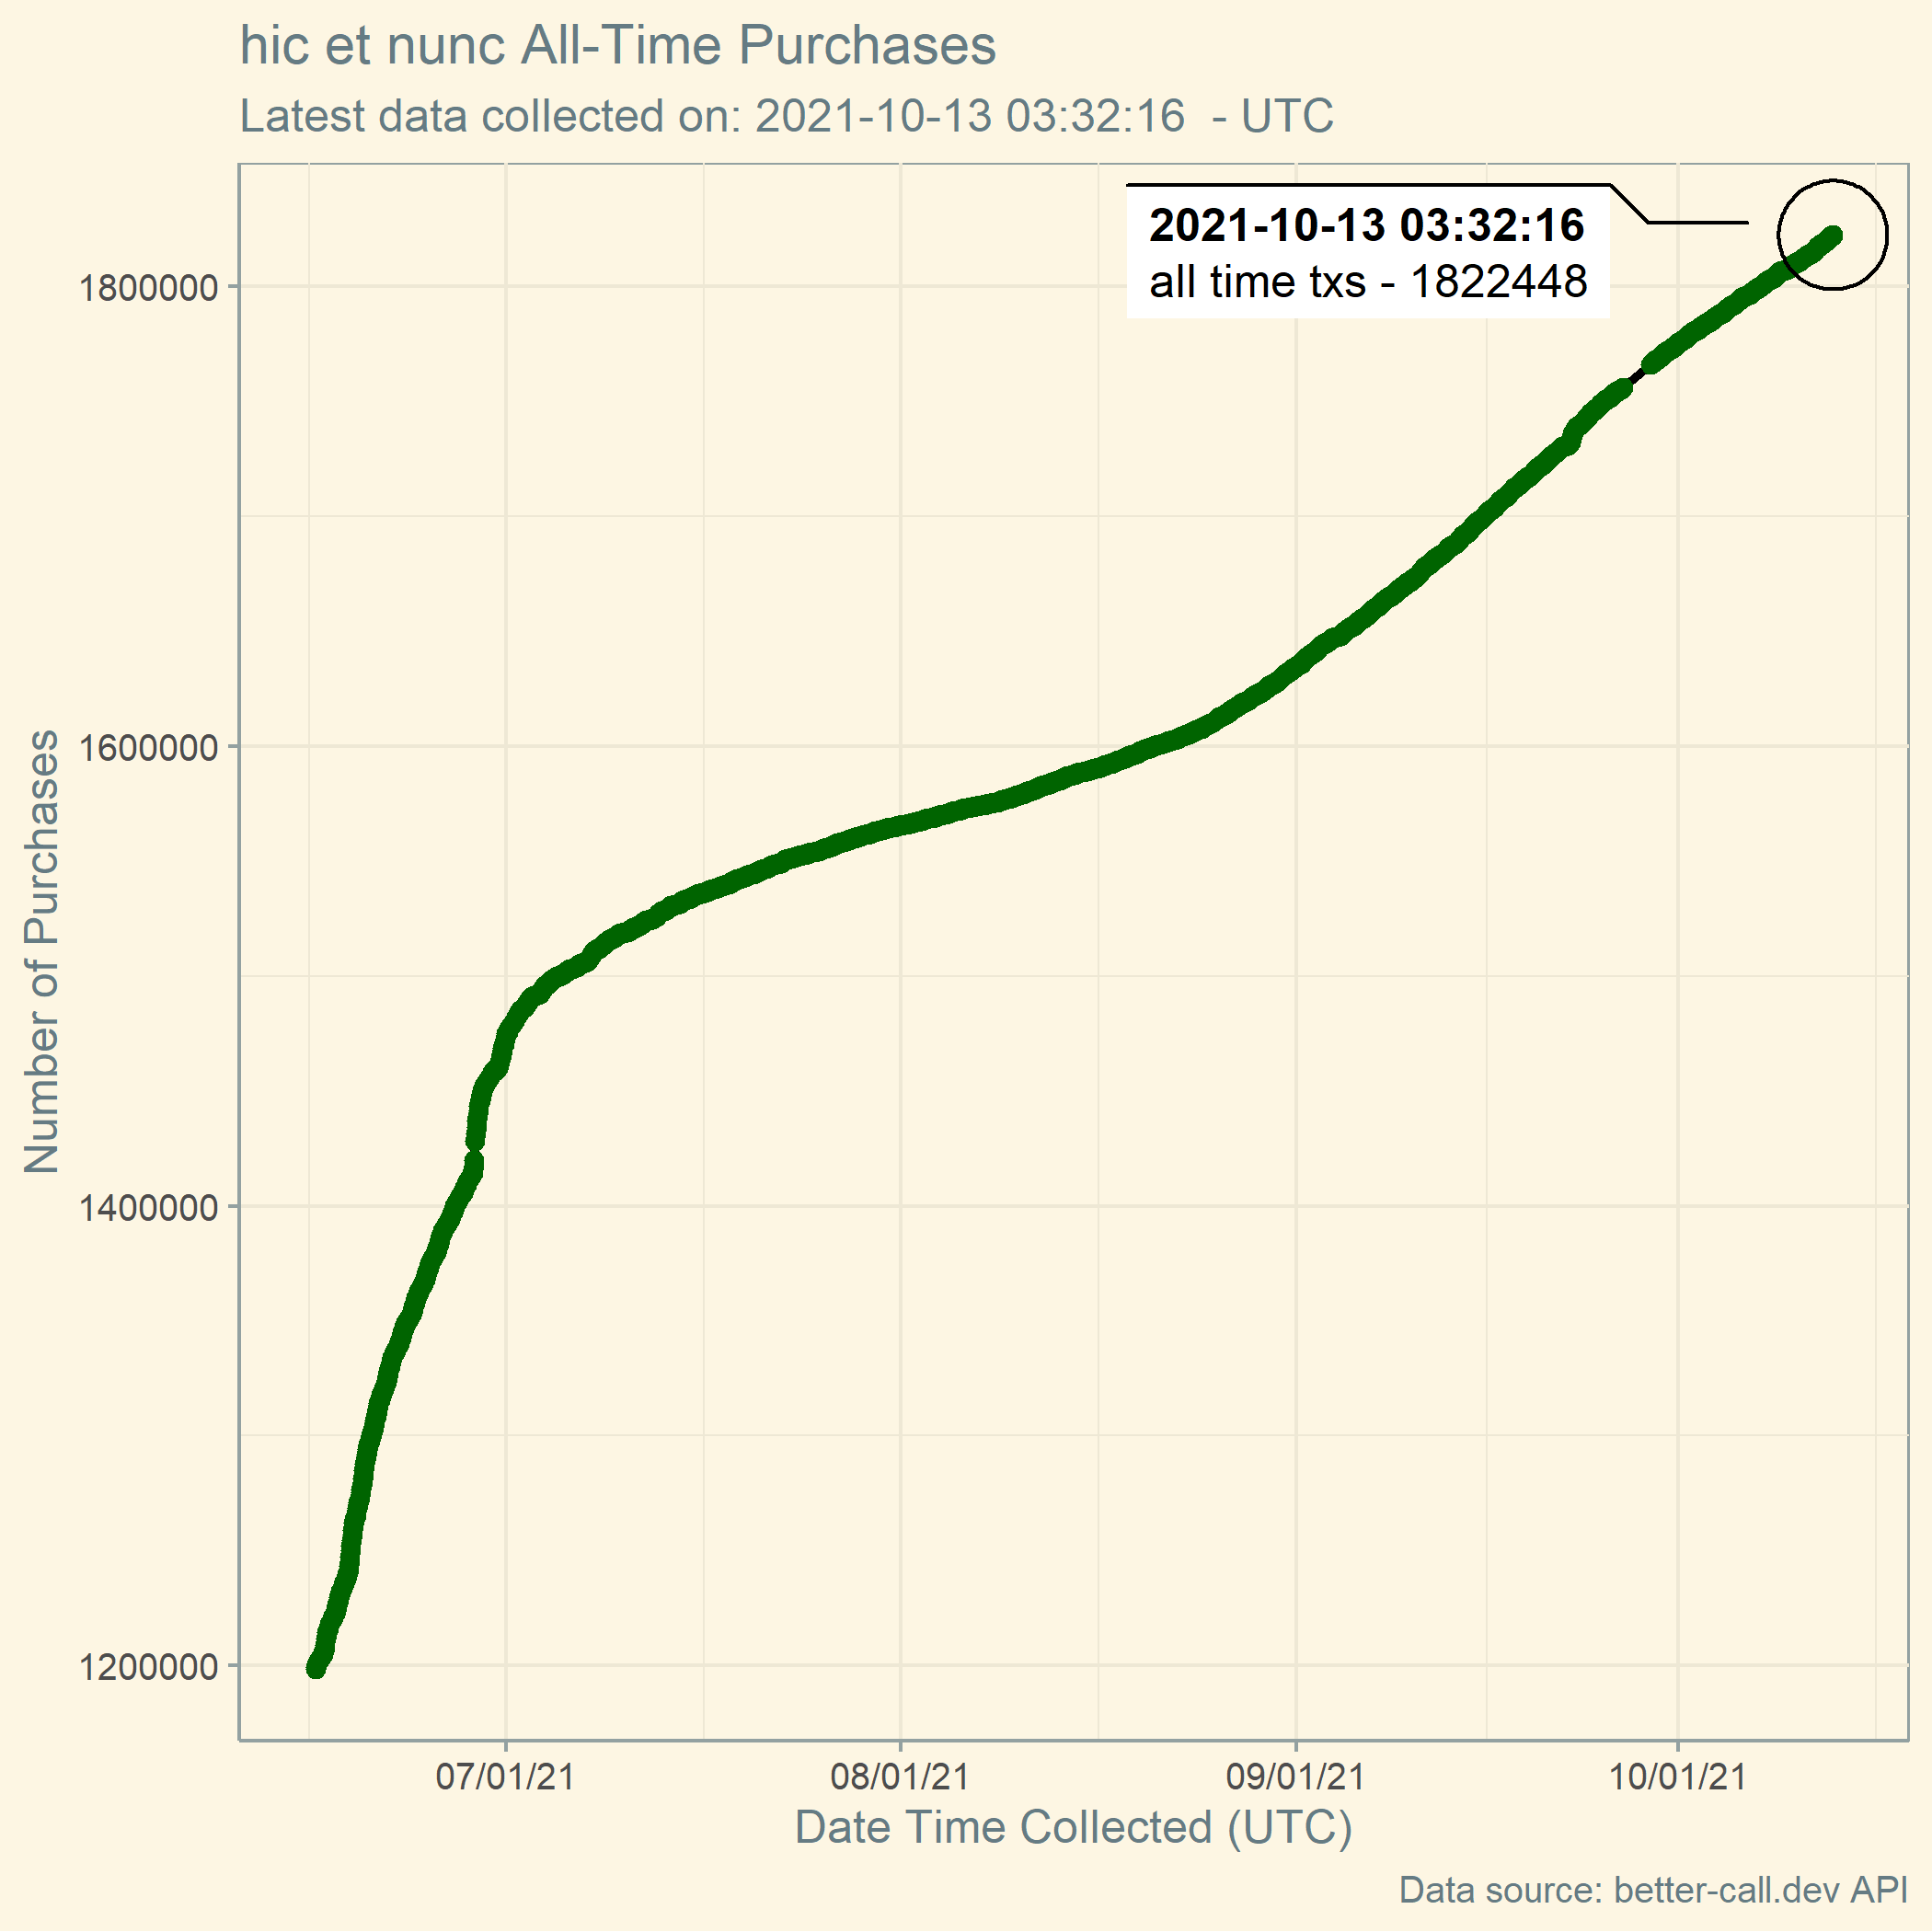 hic et nunc All-Time Purchases
Latest data collected on: 2021-10-13 03:32:16  - UTC
2021-10-13 03:32:16
all time txs - 1822448
Number of Purchases
1800000
1600000
1400000
1200000
07/01/21 08/01/21 09/01/21 10/01/21
Date Time Collected (UTC)
Data source: better-call.dev API